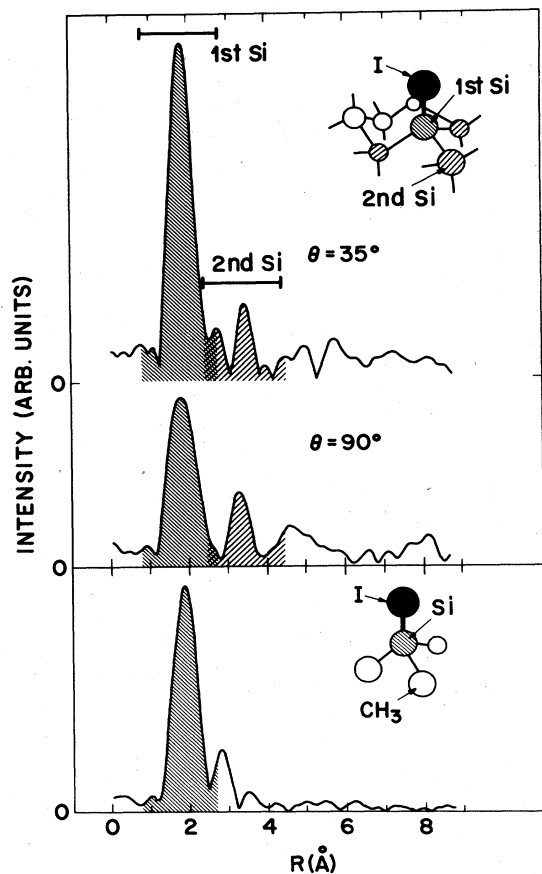 1st Si
I
1st Si
2nd Si
2nd Si
θ = 35°
0
θ = 90°
0
I
Si
CH₃
0
0 2 4 6 8
R(Å)
INTENSITY (ARB. UNITS)